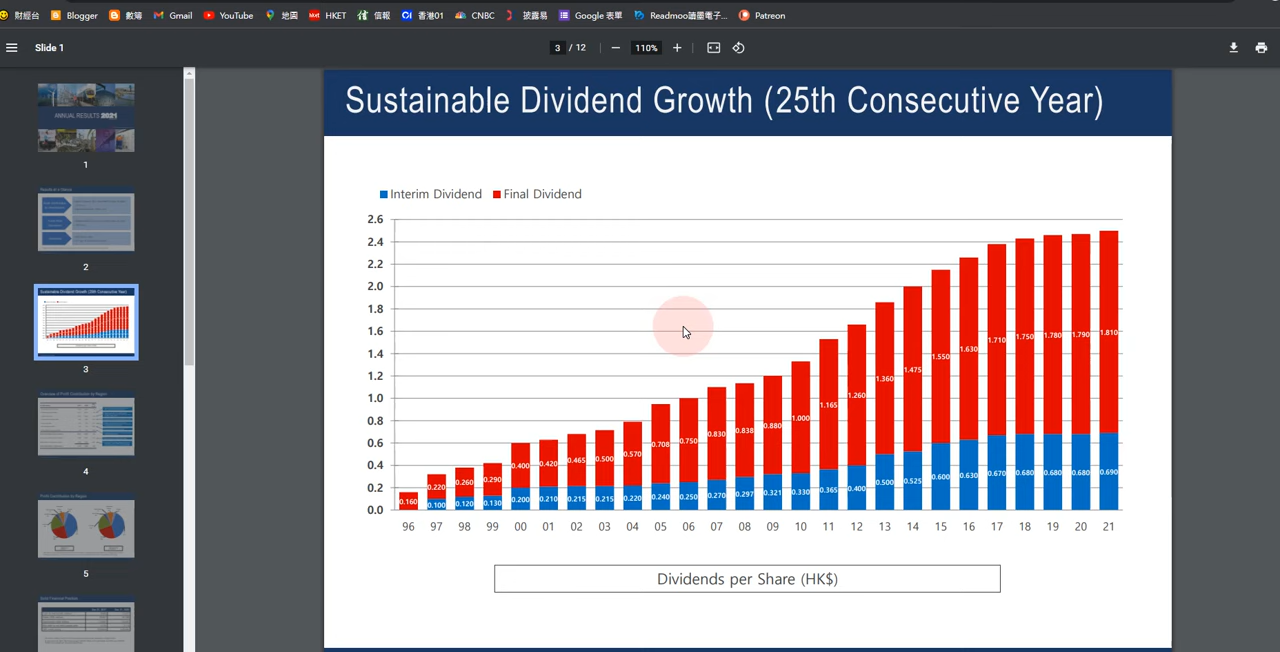 財經台 Blogger 數簿 Gmail YouTube 地圖 HKET 信報 香港01 CNBC 披露易 Google 表單 Readmoo讀墨電子... Patreon
Slide 1 3 / 12 110%
ANNUAL RESULTS 2021
1
2
Sustainable Dividend Growth (25th Consecutive Year)
3
4
5
Sustainable Dividend Growth (25th Consecutive Year)
Interim Dividend Final Dividend
2.6
2.4
2.2
2.0
1.8
1.6
1.4
1.2
1.0
0.8
0.6
0.4
0.2
0.0
0.160 0.220 0.260 0.290 0.400 0.420 0.465 0.500 0.570 0.708 0.750 0.830 0.838 0.880 1.000 1.165 1.260 1.360 1.475 1.550 1.630 1.710 1.750 1.780 1.790 1.810
0.100 0.120 0.130 0.200 0.210 0.215 0.215 0.220 0.240 0.250 0.270 0.297 0.321 0.330 0.365 0.400 0.500 0.525 0.600 0.630 0.670 0.680 0.680 0.680 0.690
96 97 98 99 00 01 02 03 04 05 06 07 08 09 10 11 12 13 14 15 16 17 18 19 20 21
Dividends per Share (HK$)